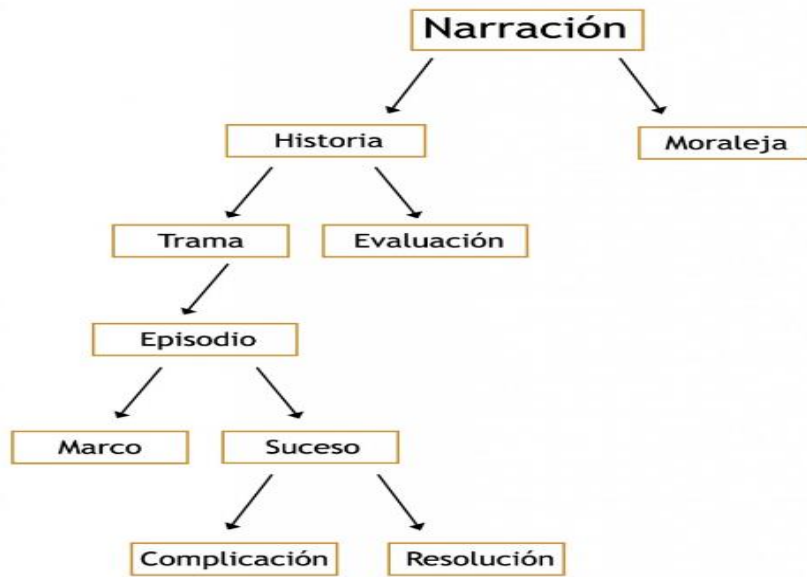 Narración
Historia
Moraleja
Trama
Evaluación
Episodio
Marco
Suceso
Complicación
Resolución